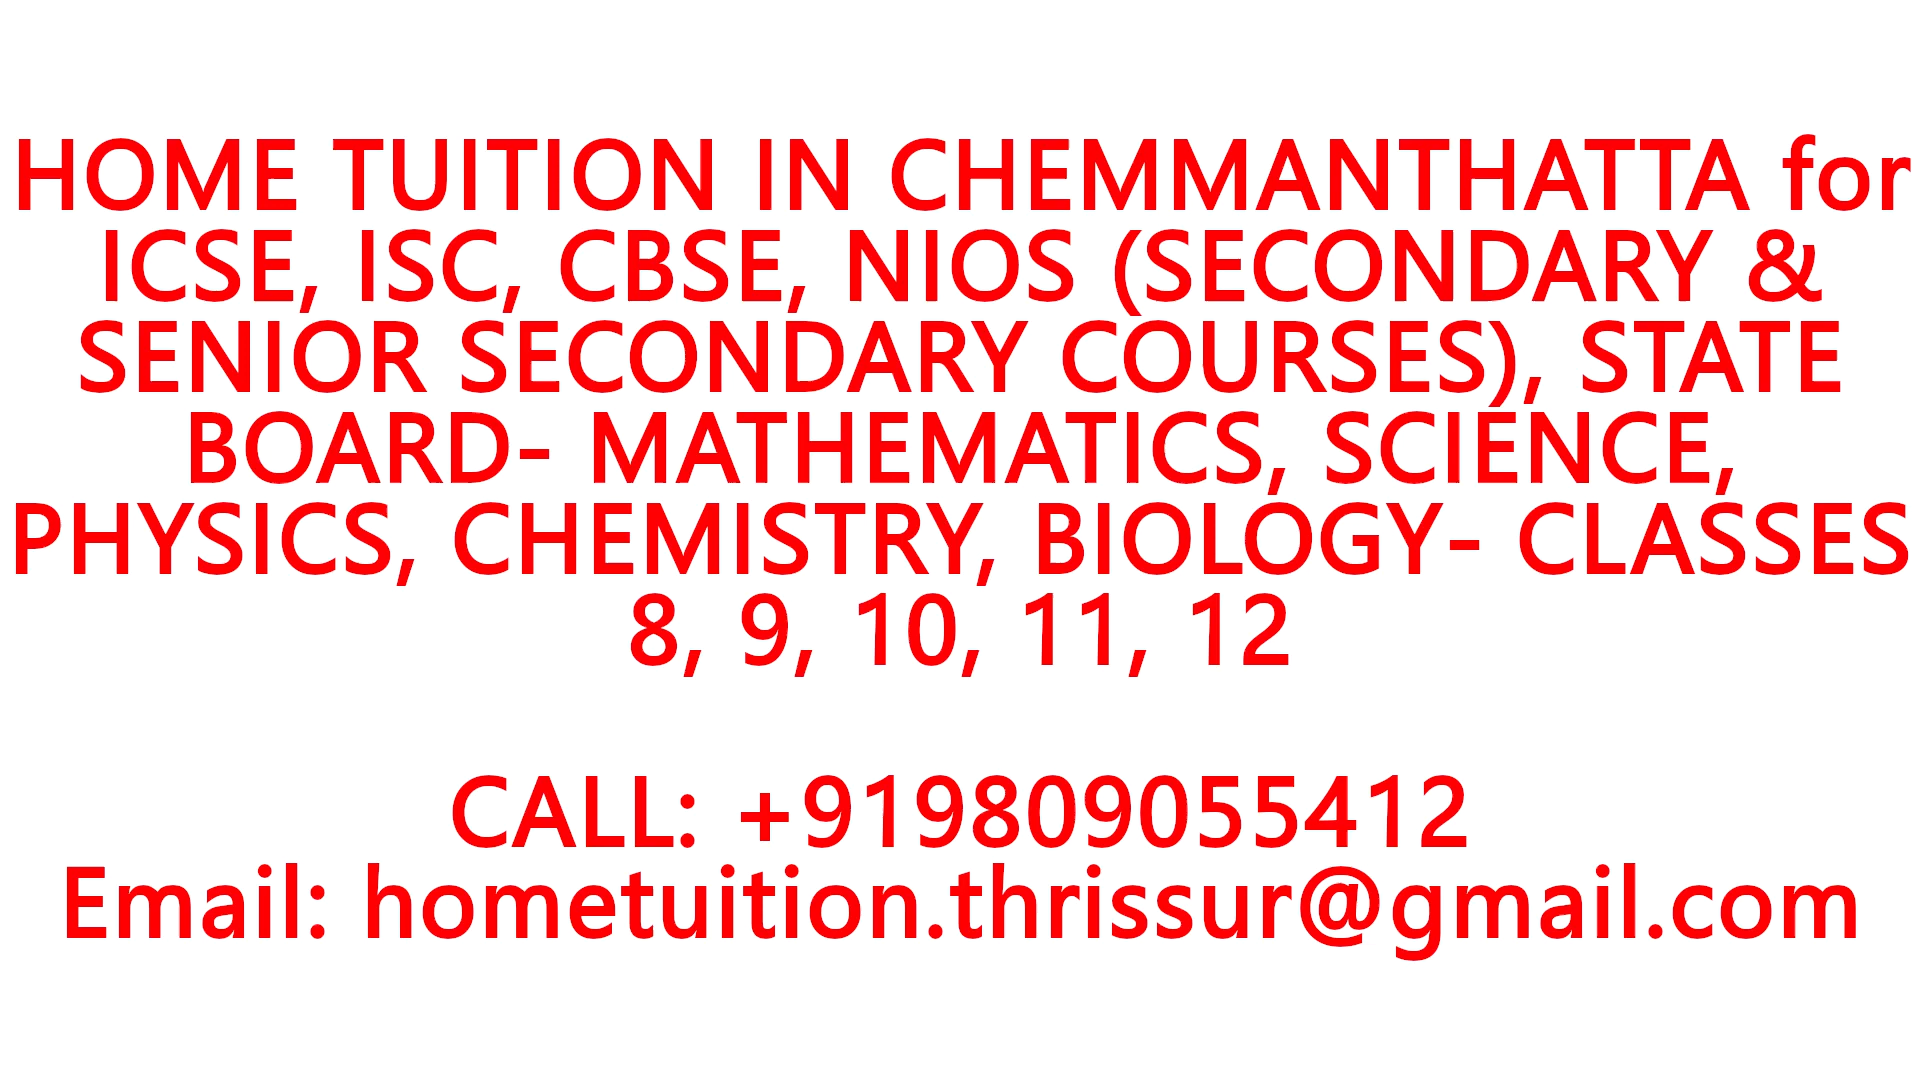 HOME TUITION IN CHEMMANTHATTA for
ICSE, ISC, CBSE, NIOS (SECONDARY &
SENIOR SECONDARY COURSES), STATE
BOARD- MATHEMATICS, SCIENCE,
PHYSICS, CHEMISTRY, BIOLOGY- CLASSES
8, 9, 10, 11, 12
CALL: +919809055412
Email: hometuition.thrissur@gmail.com